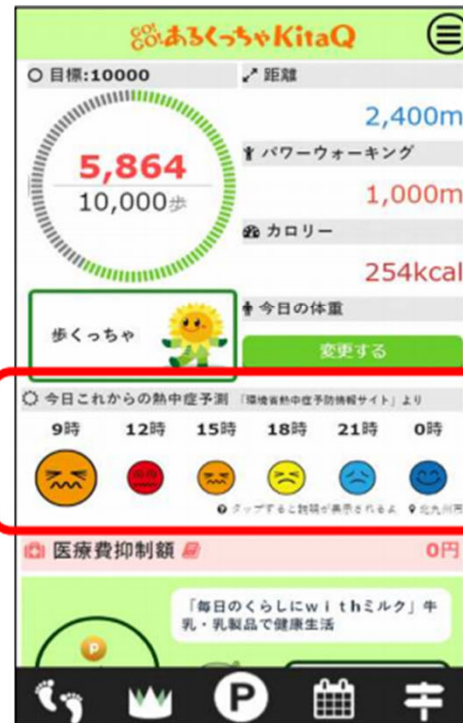 GO! GO! あるくっちゃKitaQ
目標:10000
距離
2,400m
5,864
10,000歩
パワーウォーキング
1,000m
カロリー
254kcal
今日の体重
変更する
歩くっちゃ
今日これからの熱中症予測 「環境省熱中症予防情報サイト」より
9時 12時 15時 18時 21時 0時
タップすると説明が表示されるよ 北九州市
医療費抑制額
0円
「毎日のくらしにwithミルク」牛
乳・乳製品で健康生活
P
P